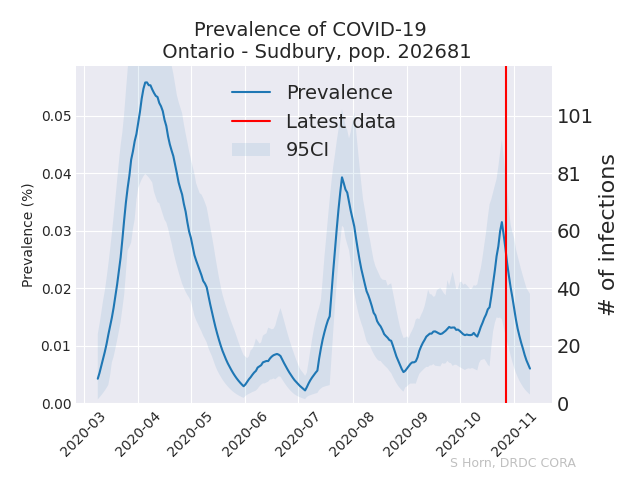 Prevalence of COVID-19
Ontario - Sudbury, pop. 202681
Prevalence
Latest data
95CI
Prevalence (%)
0.05
0.04
0.03
0.02
0.01
0.00
101
81
60
40
20
0
# of infections
2020-03
2020-04
2020-05
2020-06
2020-07
2020-08
2020-09
2020-10
2020-11
S Horn, DRDC CORA